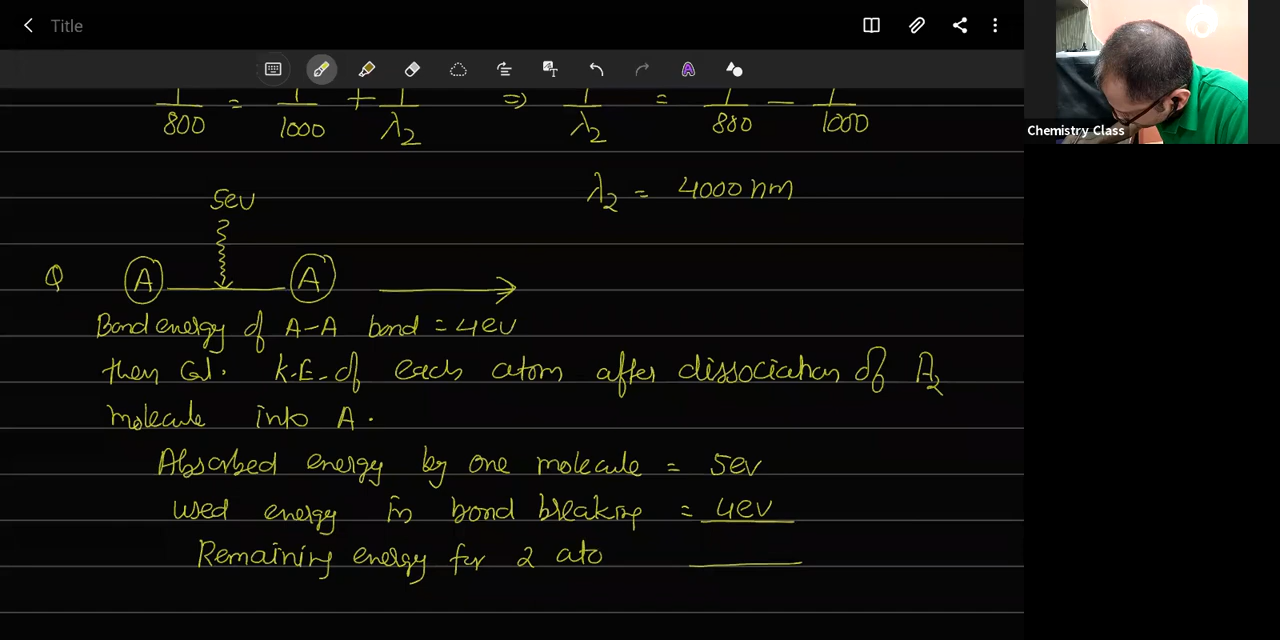 Title
1/800 = 1/1000 + 1/λ2 ⇒ 1/λ2 = 1/800 - 1/1000
Chemistry Class
λ2 = 4000 nm
5ev
Q A A
Bond energy of A-A bond = 4ev
then Cal. K.E. of each atom after dissociation of A2
molecule into A.
Absorbed energy by one molecule = 5ev
used energy in bond breaking = 4ev
Remaining energy for 2 ato